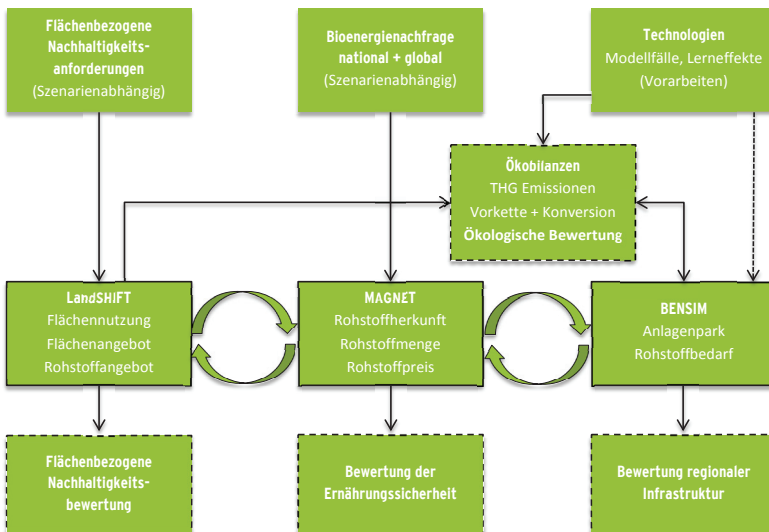 Flächenbezogene
Nachhaltigkeits-
anforderungen
(Szenarienabhängig)
Bioenergienachfrage
national + global
(Szenarienabhängig)
Technologien
Modellfälle, Lerneffekte
(Vorarbeiten)
Ökobilanzen
THG Emissionen
Vorkette + Konversion
Ökologische Bewertung
LandSHIFT
Flächennutzung
Flächenangebot
Rohstoffangebot
MAGNET
Rohstoffherkunft
Rohstoffmenge
Rohstoffpreis
BENSIM
Anlagenpark
Rohstoffbedarf
Flächenbezogene
Nachhaltigkeits-
bewertung
Bewertung der
Ernährungssicherheit
Bewertung regionaler
Infrastruktur